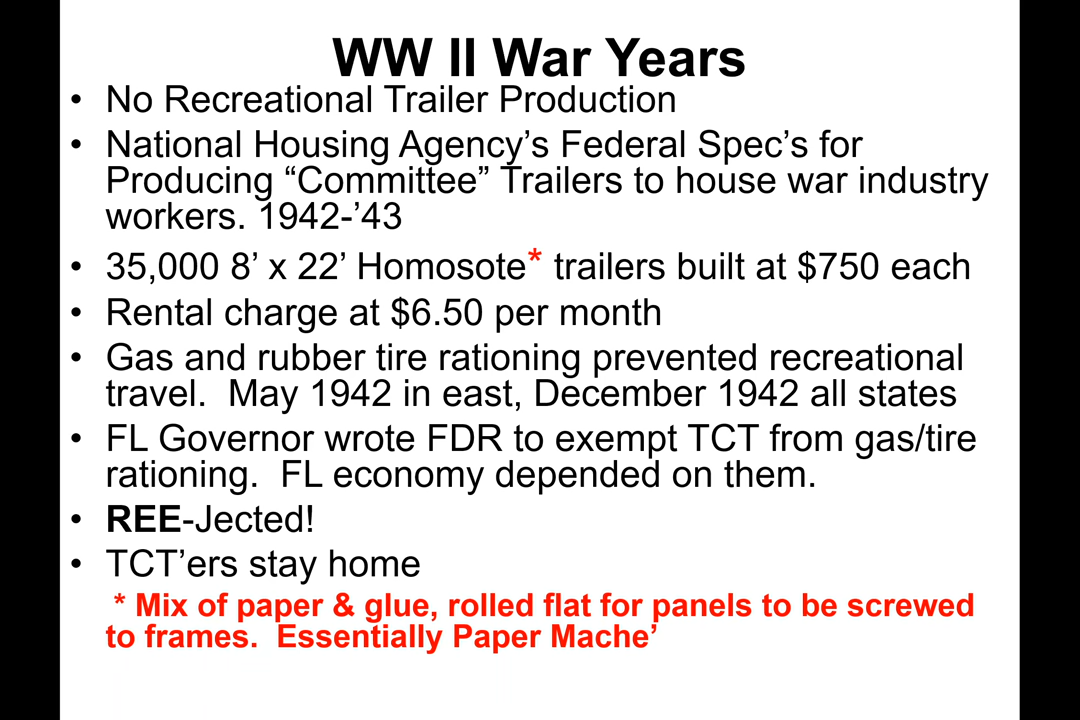 WW II War Years
• No Recreational Trailer Production
• National Housing Agency’s Federal Spec’s for
Producing “Committee” Trailers to house war industry
workers. 1942-’43
• 35,000 8’ x 22’ Homosote* trailers built at $750 each
• Rental charge at $6.50 per month
• Gas and rubber tire rationing prevented recreational
travel.  May 1942 in east, December 1942 all states
• FL Governor wrote FDR to exempt TCT from gas/tire
rationing.  FL economy depended on them.
• REE-Jected!
• TCT’ers stay home
* Mix of paper & glue, rolled flat for panels to be screwed
to frames.  Essentially Paper Mache’